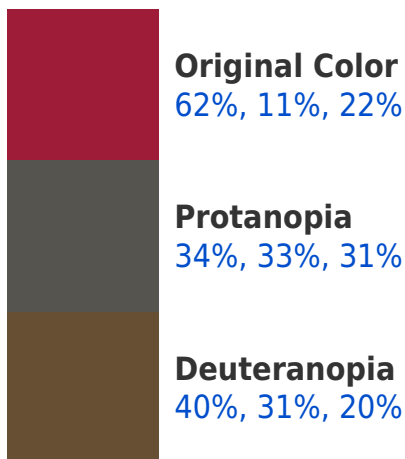 Original Color
62%, 11%, 22%
Protanopia
34%, 33%, 31%
Deuteranopia
40%, 31%, 20%